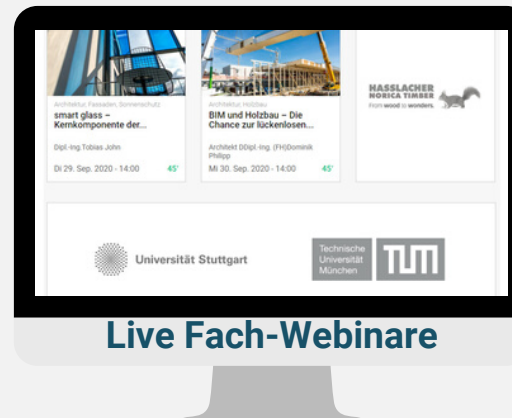 Architektur, Fassaden, Sonnenschutz
smart glass –
Kernkomponente der...
Dipl.-Ing.Tobias John
Di 29. Sep. 2020 - 14:00
45'
Architektur, Holzbau
BIM und Holzbau – Die
Chance zur lückenlosen...
Architekt DDipl.-Ing. (FH)Dominik
Philipp
Mi 30. Sep. 2020 - 14:00
45'
HASSLACHER
NORICA TIMBER
From wood to wonders.
Universität Stuttgart
Technische
Universität
München
TUM
Live Fach-Webinare